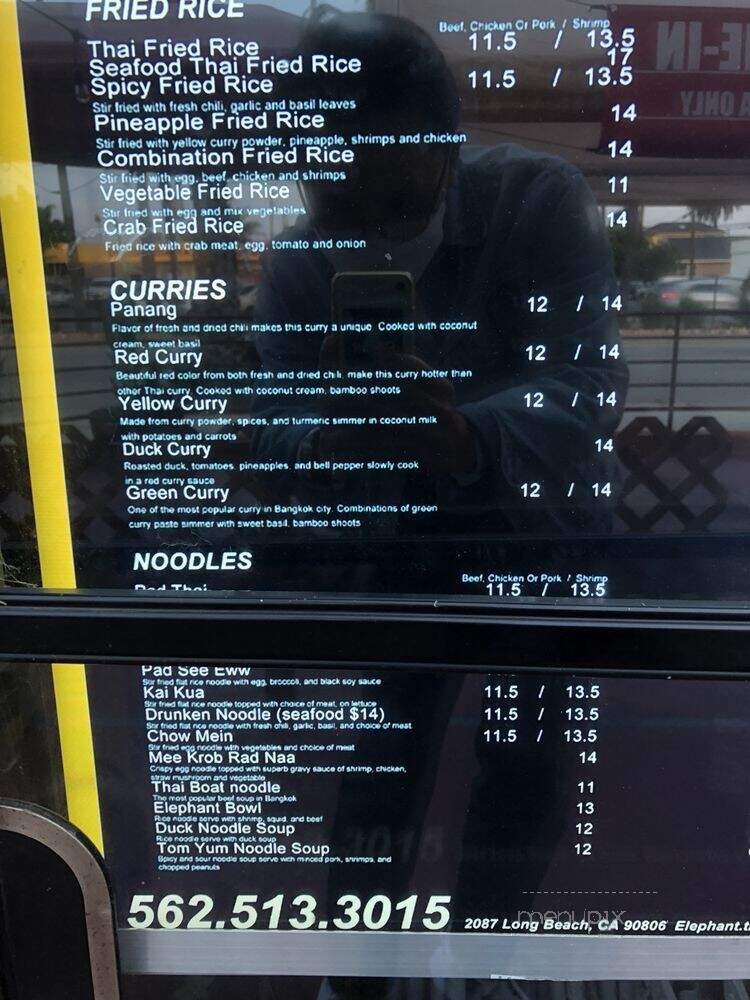 FRIED RICE
Beef, Chicken Or Pork / Shrimp
Thai Fried Rice 11.5 / 13.5
Seafood Thai Fried Rice 17
Spicy Fried Rice 11.5 / 13.5
Stir fried with fresh chili, garlic and basil leaves
Pineapple Fried Rice 14
Stir fried with yellow curry powder, pineapple, shrimps and chicken
Combination Fried Rice 14
Stir fried with egg, beef, chicken and shrimps
Vegetable Fried Rice 11
Stir fried with egg and mix vegetables
Crab Fried Rice 14
Fried rice with crab meat, egg, tomato and onion
CURRIES
Panang 12 / 14
Flavor of fresh and dried chili makes this curry a unique. Cooked with coconut
cream, sweet basil
Red Curry 12 / 14
Beautiful red color from both fresh and dried chili, make this curry hotter than
other Thai curry. Cooked with coconut cream, bamboo shoots
Yellow Curry 12 / 14
Made from curry powder, spices, and turmeric simmer in coconut milk
with potatoes and carrots
Duck Curry 14
Roasted duck, tomatoes, pineapples, and bell pepper slowly cook
in a red curry sauce
Green Curry 12 / 14
One of the most popular curry in Bangkok city. Combinations of green
curry paste simmer with sweet basil, bamboo shoots
NOODLES
Beef, Chicken Or Pork / Shrimp
Pad Thai 11.5 / 13.5
Pad See Eww
Stir fried flat rice noodle with egg, broccoli, and black soy sauce
Kai Kua 11.5 / 13.5
Stir fried flat rice noodle topped with choice of meat, on lettuce
Drunken Noodle (seafood $14) 11.5 / 13.5
Stir fried flat rice noodle with fresh chili, garlic, basil, and choice of meat
Chow Mein 11.5 / 13.5
Stir fried egg noodle with vegetables and choice of meat
Mee Krob Rad Naa 14
Crispy egg noodle topped with superb gravy sauce of shrimp, chicken,
straw mushroom and vegetable
Thai Boat noodle 11
The most popular beef soup in Bangkok
Elephant Bowl 13
Rice noodle serve with shrimp, squid, and beef
Duck Noodle Soup 12
Rice noodle serve with duck soup
Tom Yum Noodle Soup 12
Spicy and sour noodle soup serve with minced pork, shrimps, and
chopped peanuts
562.513.3015 2087 Long Beach, CA 90806 Elephant.t
menupix